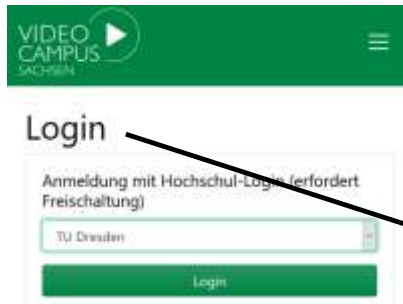 VIDEO
CAMPUS
SACHSEN
Login
Anmeldung mit Hochschul-Login (erfordert
Freischaltung)
TU Dresden
Login